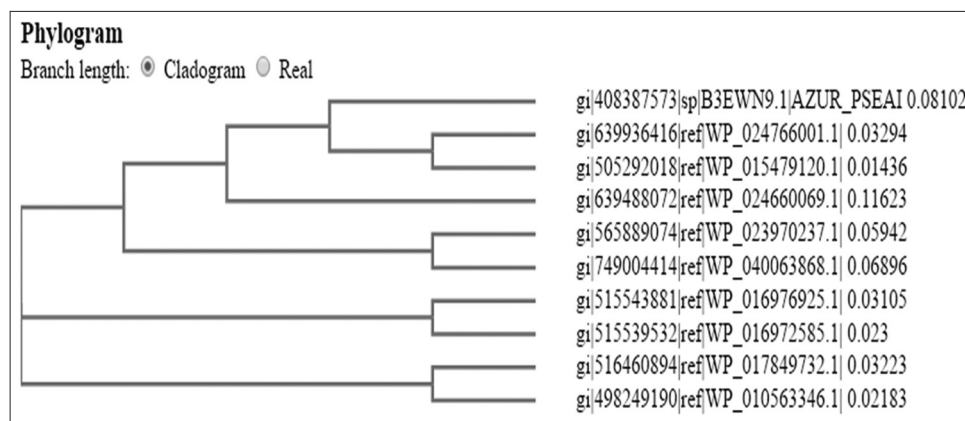 Phylogram
Branch length: Cladogram Real
gi|408387573|sp|B3EWN9.1|AZUR_PSEAI 0.08102
gi|639936416|ref|WP_024766001.1| 0.03294
gi|505292018|ref|WP_015479120.1| 0.01436
gi|639488072|ref|WP_024660069.1| 0.11623
gi|565889074|ref|WP_023970237.1| 0.05942
gi|749004414|ref|WP_040063868.1| 0.06896
gi|515543881|ref|WP_016976925.1| 0.03105
gi|515539532|ref|WP_016972585.1| 0.023
gi|516460894|ref|WP_017849732.1| 0.03223
gi|498249190|ref|WP_010563346.1| 0.02183